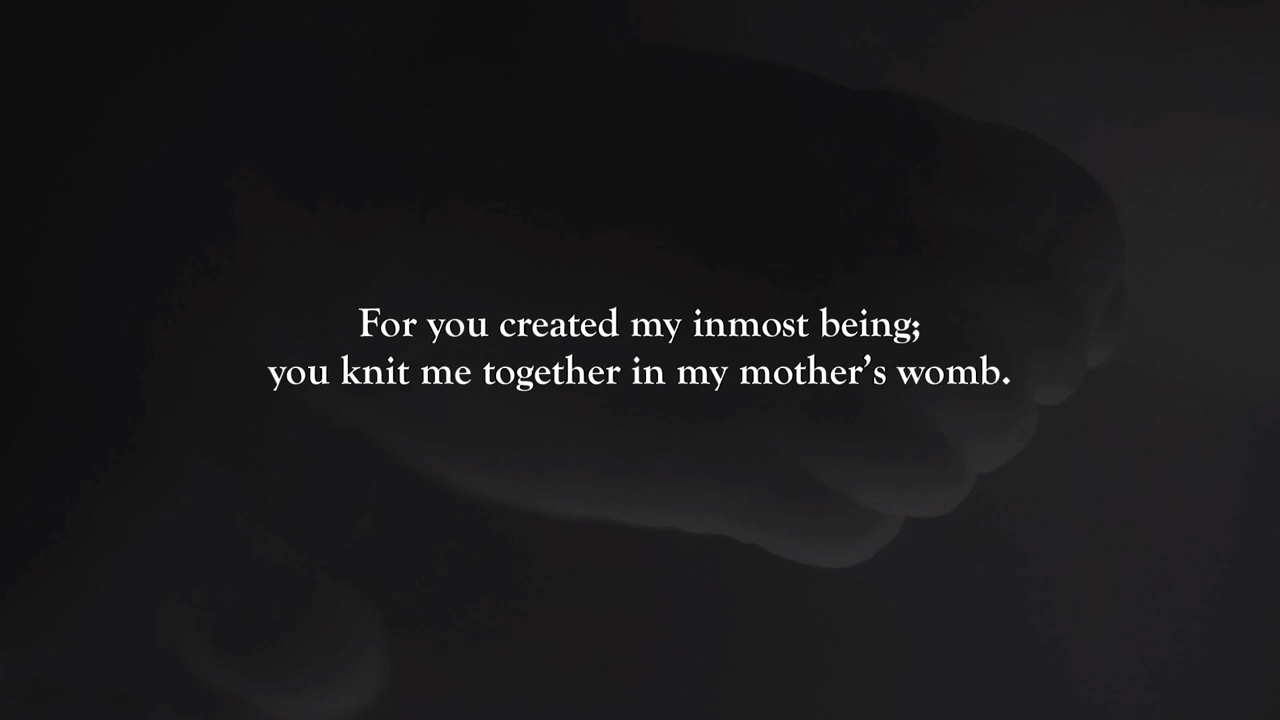 For you created my inmost being;
you knit me together in my mother’s womb.